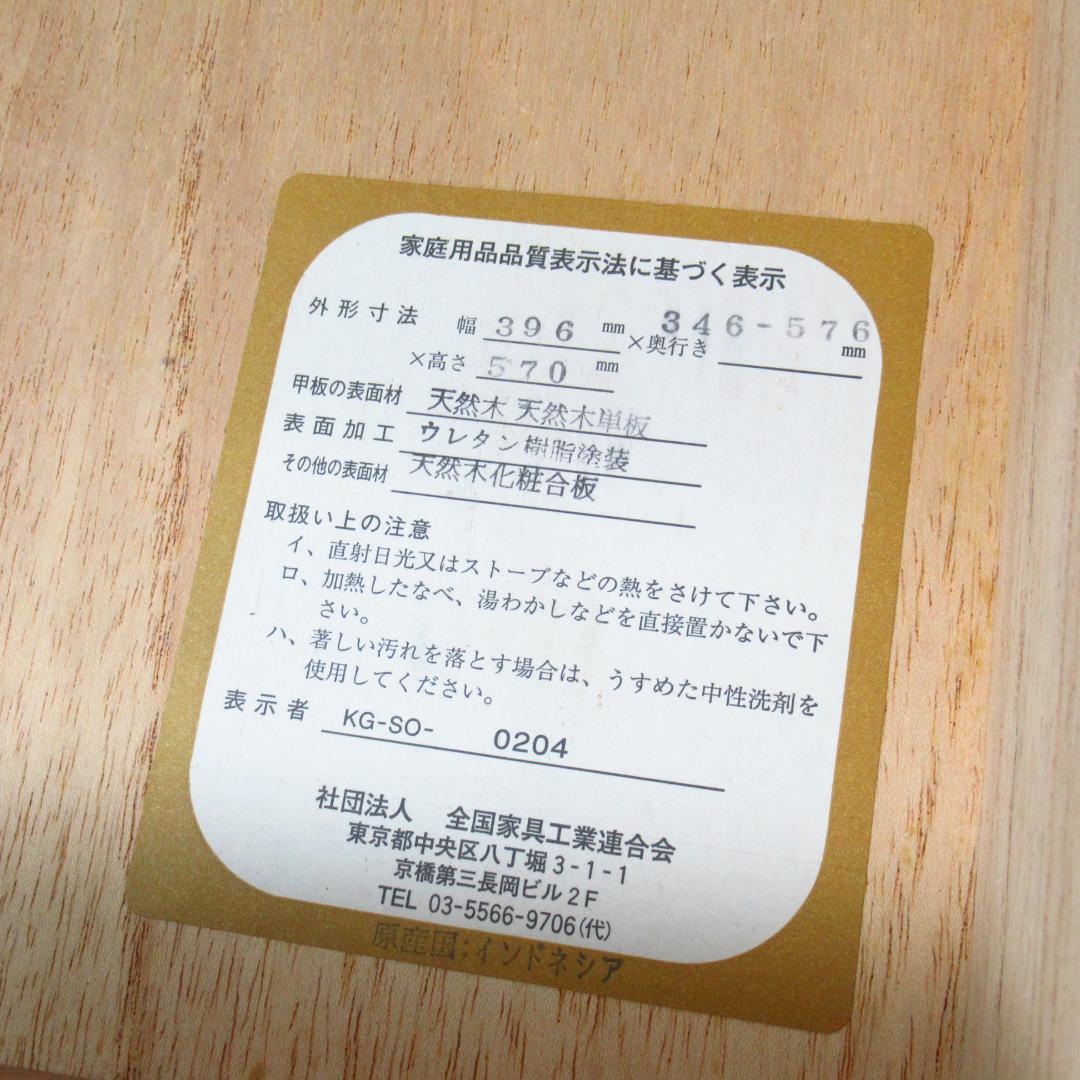 家庭用品品質表示法に基づく表示
外形寸法 幅 396 mm ×奥行き 346-576 mm
×高さ 570 mm
甲板の表面材 天然木 天然木単板
表面加工 ウレタン樹脂塗装
その他の表面材 天然木化粧合板
取扱い上の注意
イ、直射日光又はストーブなどの熱をさけて下さい。
ロ、加熱したなべ、湯わかしなどを直接置かないで下
さい。
ハ、著しい汚れを落とす場合は、うすめた中性洗剤を
使用してください。
表示者 KG-SO- 0204
社団法人 全国家具工業連合会
東京都中央区八丁堀3-1-1
京橋第三長岡ビル2F
TEL 03-5566-9706(代)
原産国;インドネシア